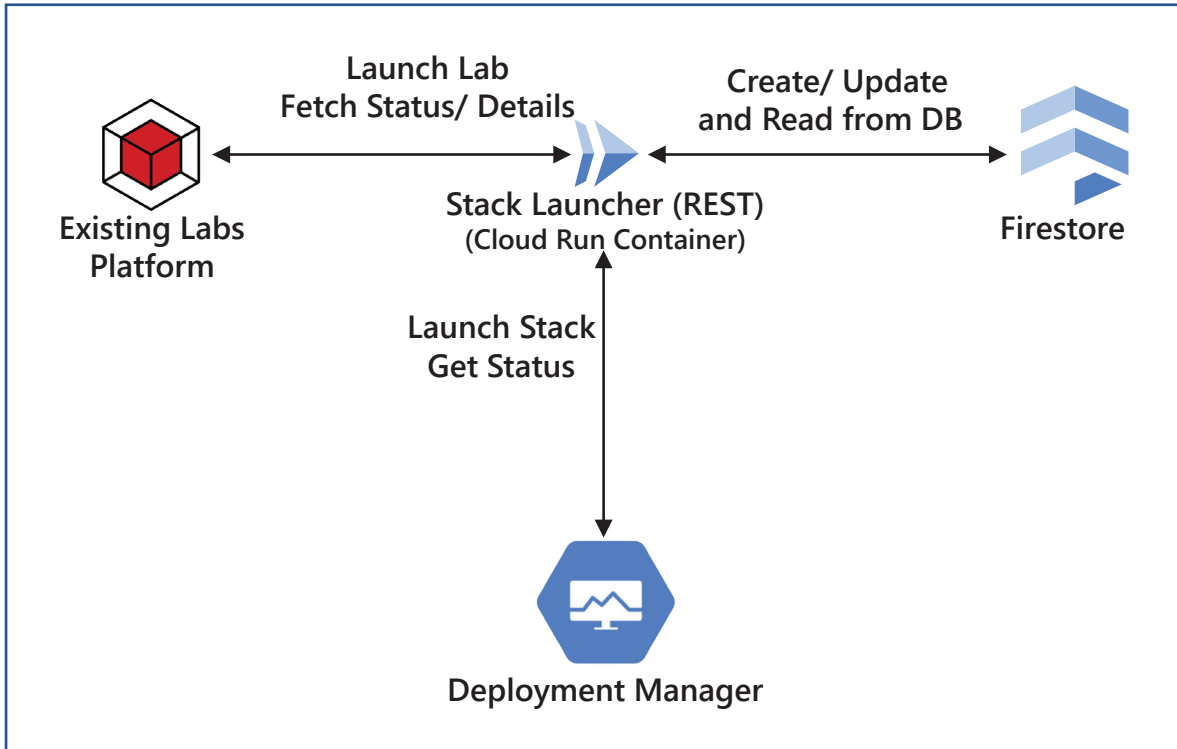 Launch Lab
Fetch Status/ Details
Create/ Update
and Read from DB
Existing Labs
Platform
Stack Launcher (REST)
(Cloud Run Container)
Firestore
Launch Stack
Get Status
Deployment Manager